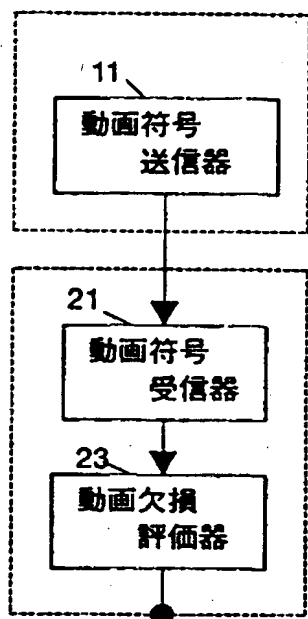 11
動画符号
送信器
21
動画符号
受信器
23
動画欠損
評価器